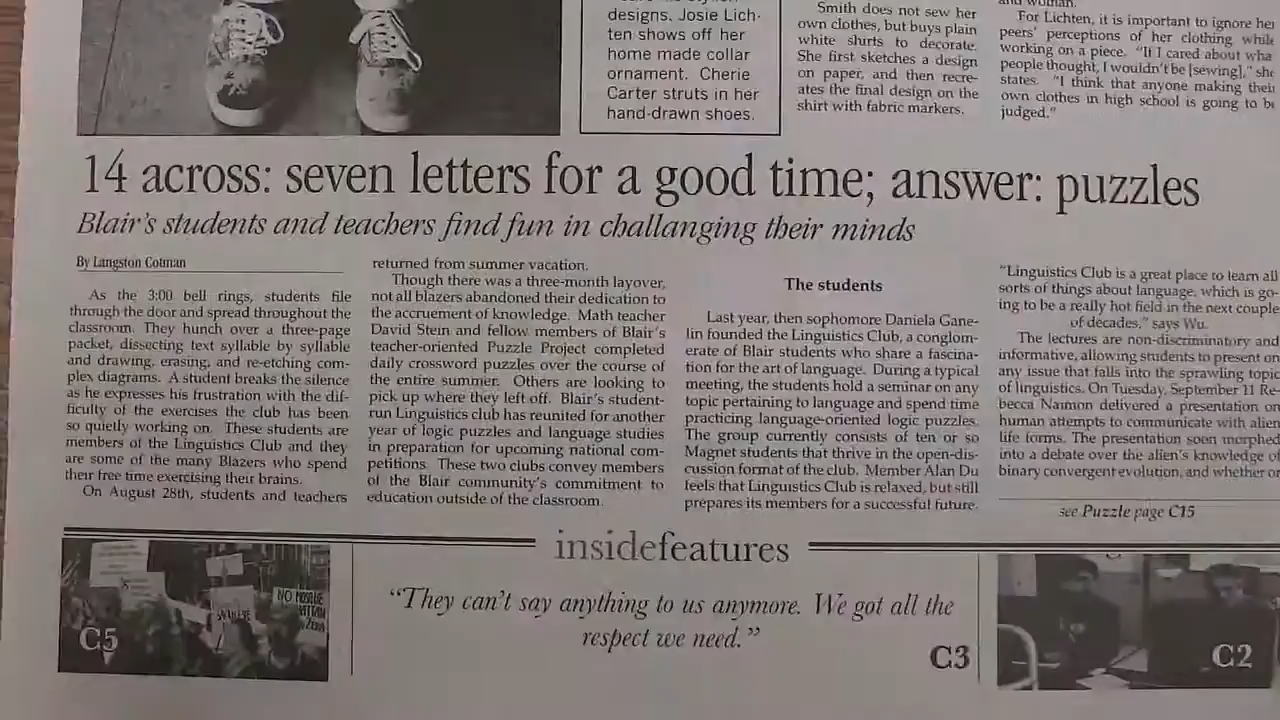 designs. Josie Lich-
ten shows off her
home made collar
ornament. Cherie
Carter struts in her
hand-drawn shoes.
Smith does not sew her
own clothes, but buys plain
white shirts to decorate.
She first sketches a design
on paper, and then recre-
ates the final design on the
shirt with fabric markers.
and woman.
For Lichten, it is important to ignore her
peers' perceptions of her clothing while
working on a piece. "If I cared about wha
people thought, I wouldn't be [sewing]," she
states. "I think that anyone making their
own clothes in high school is going to be
judged."
14 across: seven letters for a good time; answer: puzzles
Blair's students and teachers find fun in challanging their minds
By Langston Cotman
As the 3:00 bell rings, students file
through the door and spread throughout the
classroom. They hunch over a three-page
packet, dissecting text syllable by syllable
and drawing, erasing, and re-etching com-
plex diagrams. A student breaks the silence
as he expresses his frustration with the dif-
ficulty of the exercises the club has been
so quietly working on. These students are
members of the Linguistics Club and they
are some of the many Blazers who spend
their free time exercising their brains.
On August 28th, students and teachers
returned from summer vacation.
Though there was a three-month layover,
not all blazers abandoned their dedication to
the accruement of knowledge. Math teacher
David Stein and fellow members of Blair's
teacher-oriented Puzzle Project completed
daily crossword puzzles over the course of
the entire summer. Others are looking to
pick up where they left off. Blair's student-
run Linguistics club has reunited for another
year of logic puzzles and language studies
in preparation for upcoming national com-
petitions. These two clubs convey members
of the Blair community's commitment to
education outside of the classroom.
The students
Last year, then sophomore Daniela Gane-
lin founded the Linguistics Club, a conglom-
erate of Blair students who share a fascina-
tion for the art of language. During a typical
meeting, the students hold a seminar on any
topic pertaining to language and spend time
practicing language-oriented logic puzzles.
The group currently consists of ten or so
Magnet students that thrive in the open-dis-
cussion format of the club. Member Alan Du
feels that Linguistics Club is relaxed, but still
prepares its members for a successful future.
"Linguistics Club is a great place to learn all
sorts of things about language, which is go-
ing to be a really hot field in the next couple
of decades," says Wu.
The lectures are non-discriminatory and
informative, allowing students to present on
any issue that falls into the sprawling topic
of linguistics. On Tuesday, September 11 Re-
becca Naimon delivered a presentation on
human attempts to communicate with alien
life forms. The presentation soon morphed
into a debate over the alien's knowledge of
binary convergent evolution, and whether or
see Puzzle page C15
insidefeatures
NO MOSQUE
C5
"They can't say anything to us anymore. We got all the
respect we need."
C3
C2